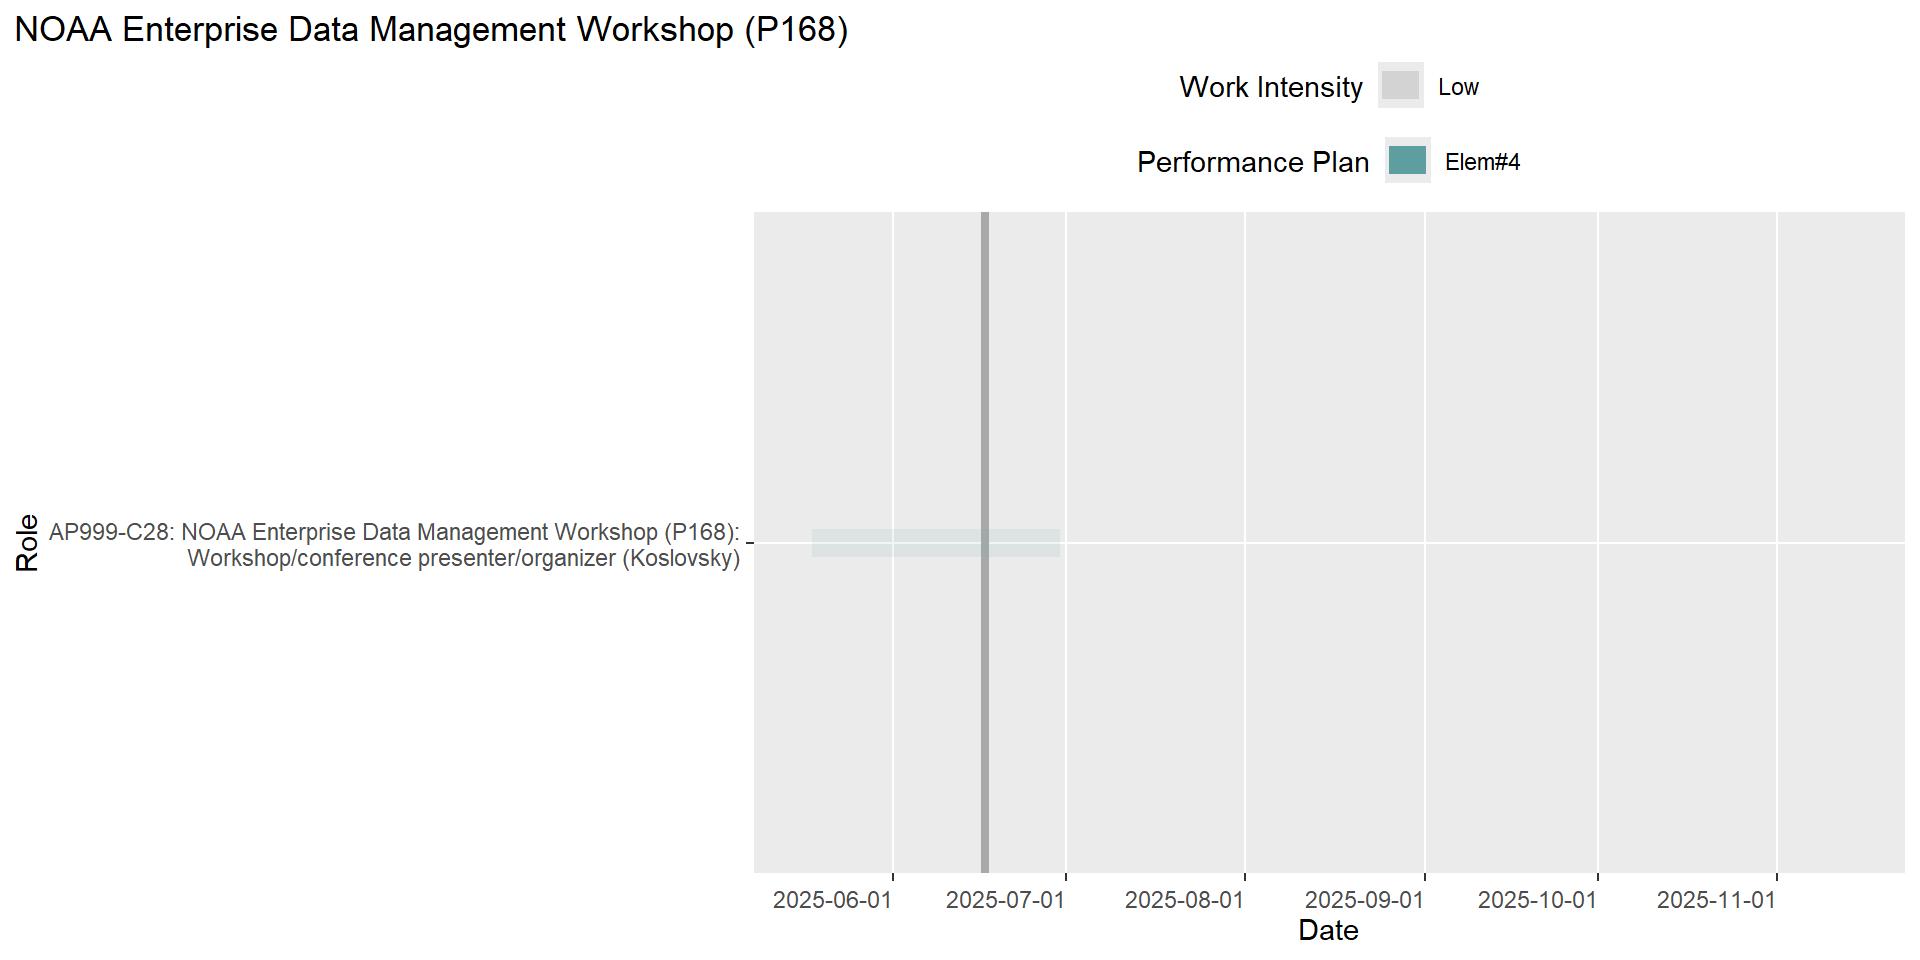 NOAA Enterprise Data Management Workshop (P168)
Work Intensity Low
Performance Plan Elem#4
Role
AP999-C28: NOAA Enterprise Data Management Workshop (P168):
Workshop/conference presenter/organizer (Koslovsky)
2025-06-01 2025-07-01 2025-08-01 2025-09-01 2025-10-01 2025-11-01
Date